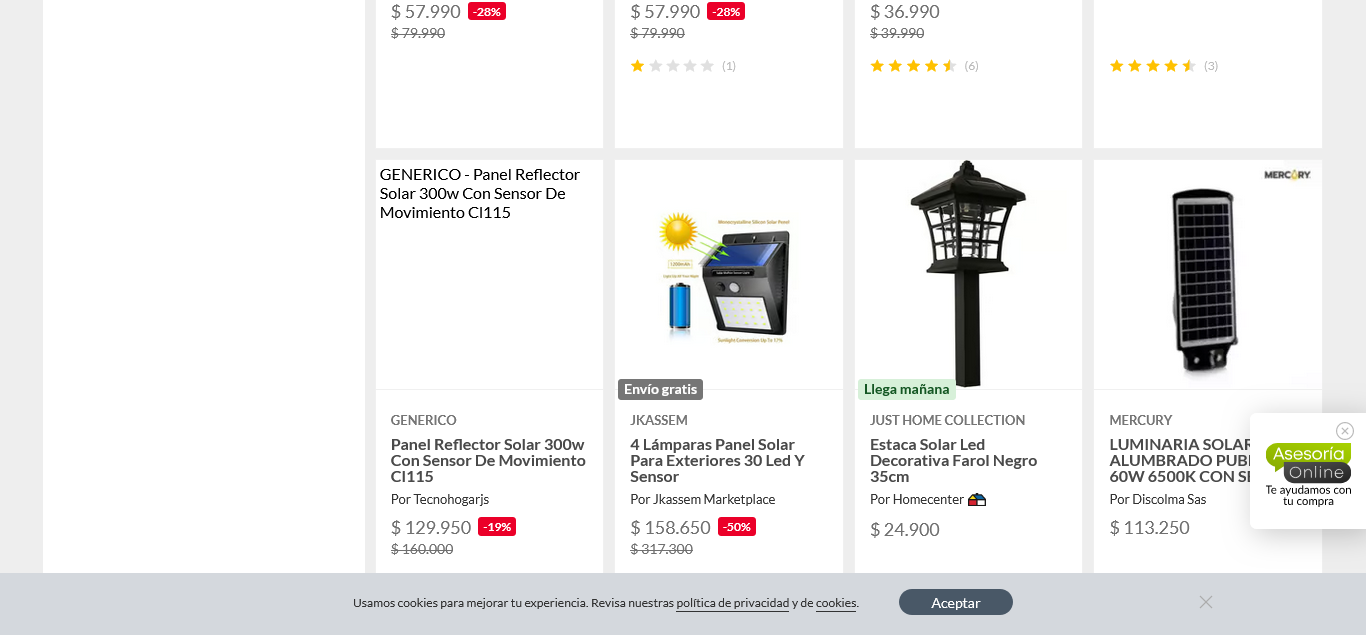 $ 57.990 -28%
$ 79.990
$ 57.990 -28%
$ 79.990
(1)
$ 36.990
$ 39.990
(6)
(3)
GENERICO - Panel Reflector
Solar 300w Con Sensor De
Movimiento Cl115
GENERICO
Panel Reflector Solar 300w
Con Sensor De Movimiento
Cl115
Por Tecnohogarjs
$ 129.950 -19%
$ 160.000
Monocrystalline Silicon Solar Panel
1200mAh
Sunlight Conversion Up To 17%
Envío gratis
JKASSEM
4 Lámparas Panel Solar
Para Exteriores 30 Led Y
Sensor
Por Jkassem Marketplace
$ 158.650 -50%
$ 317.300
Llega mañana
JUST HOME COLLECTION
Estaca Solar Led
Decorativa Farol Negro
35cm
Por Homecenter
$ 24.900
MERCURY
MERCURY
LUMINARIA SOLAR
ALUMBRADO PUBL
60W 6500K CON SE
Por Discolma Sas
$ 113.250
Asesoría
Online
Te ayudamos con
tu compra
Usamos cookies para mejorar tu experiencia. Revisa nuestras política de privacidad y de cookies.
Aceptar